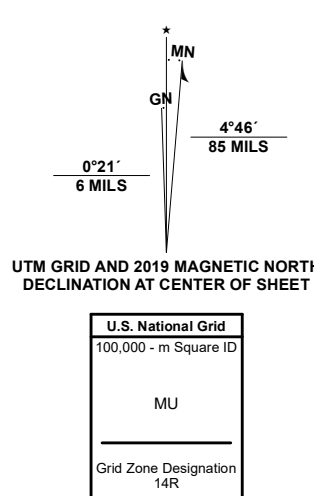 ★
MN
GN
4°46´
85 MILS
0°21´
6 MILS
UTM GRID AND 2019 MAGNETIC NORTH
DECLINATION AT CENTER OF SHEET
U.S. National Grid
100,000 - m Square ID
MU
Grid Zone Designation
14R